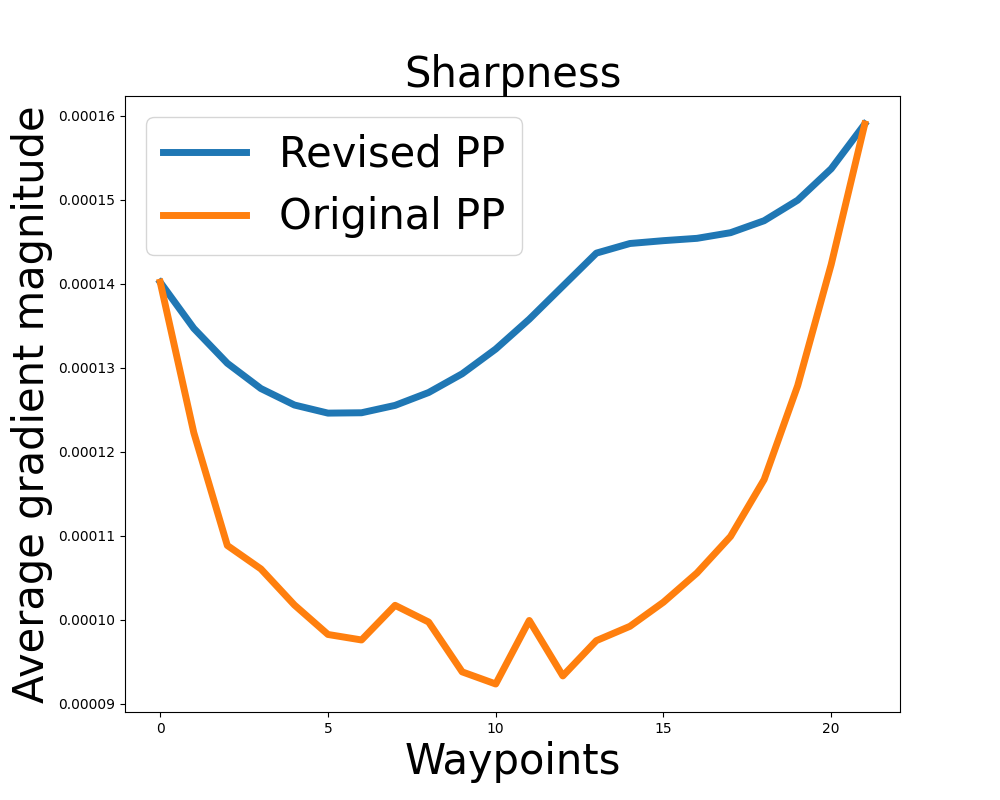 Sharpness
Average gradient magnitude
0.00016
0.00015
0.00014
0.00013
0.00012
0.00011
0.00010
0.00009
Revised PP
Original PP
0 5 10 15 20
Waypoints